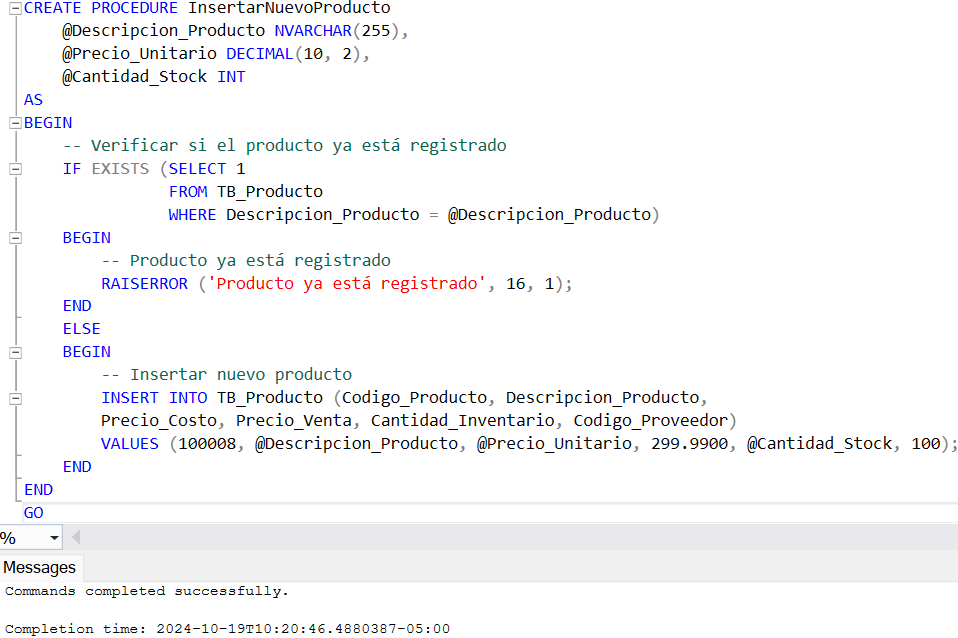 CREATE PROCEDURE InsertarNuevoProducto
    @Descripcion_Producto NVARCHAR(255),
    @Precio_Unitario DECIMAL(10, 2),
    @Cantidad_Stock INT
AS
BEGIN
    -- Verificar si el producto ya está registrado
    IF EXISTS (SELECT 1
               FROM TB_Producto
               WHERE Descripcion_Producto = @Descripcion_Producto)
    BEGIN
        -- Producto ya está registrado
        RAISERROR ('Producto ya está registrado', 16, 1);
    END
    ELSE
    BEGIN
        -- Insertar nuevo producto
        INSERT INTO TB_Producto (Codigo_Producto, Descripcion_Producto,
        Precio_Costo, Precio_Venta, Cantidad_Inventario, Codigo_Proveedor)
        VALUES (100008, @Descripcion_Producto, @Precio_Unitario, 299.9900, @Cantidad_Stock, 100);
    END
END
GO
%
Messages
Commands completed successfully.
Completion time: 2024-10-19T10:20:46.4880387-05:00